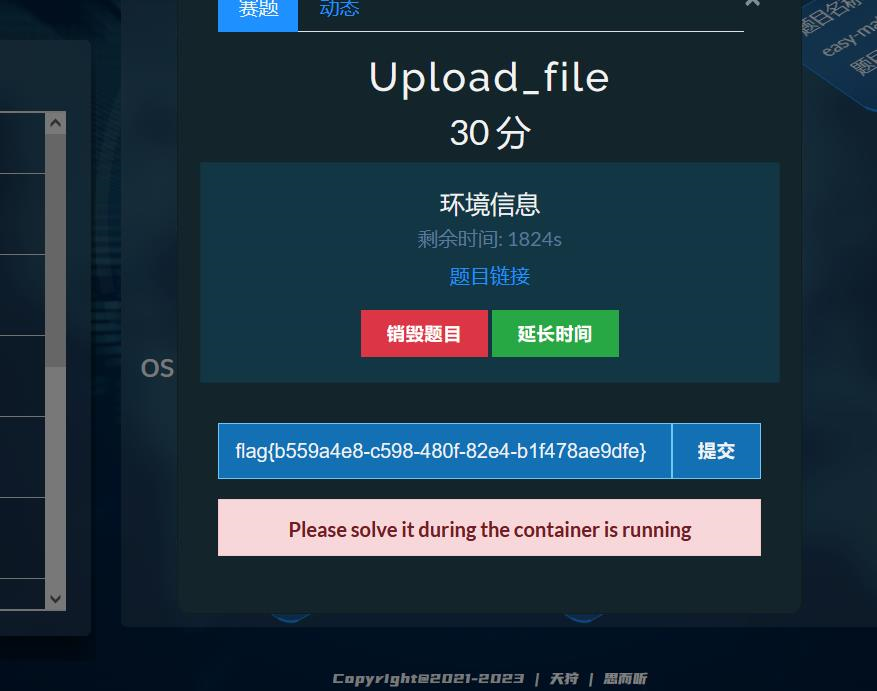 赛题 动态
题目名称
easy-ma
题目
Upload_file
30 分
环境信息
剩余时间: 1824s
题目链接
销毁题目 延长时间
OS
flag{b559a4e8-c598-480f-82e4-b1f478ae9dfe} 提交
Please solve it during the container is running
Copyright@2021-2023 | 天狩 | 思而听